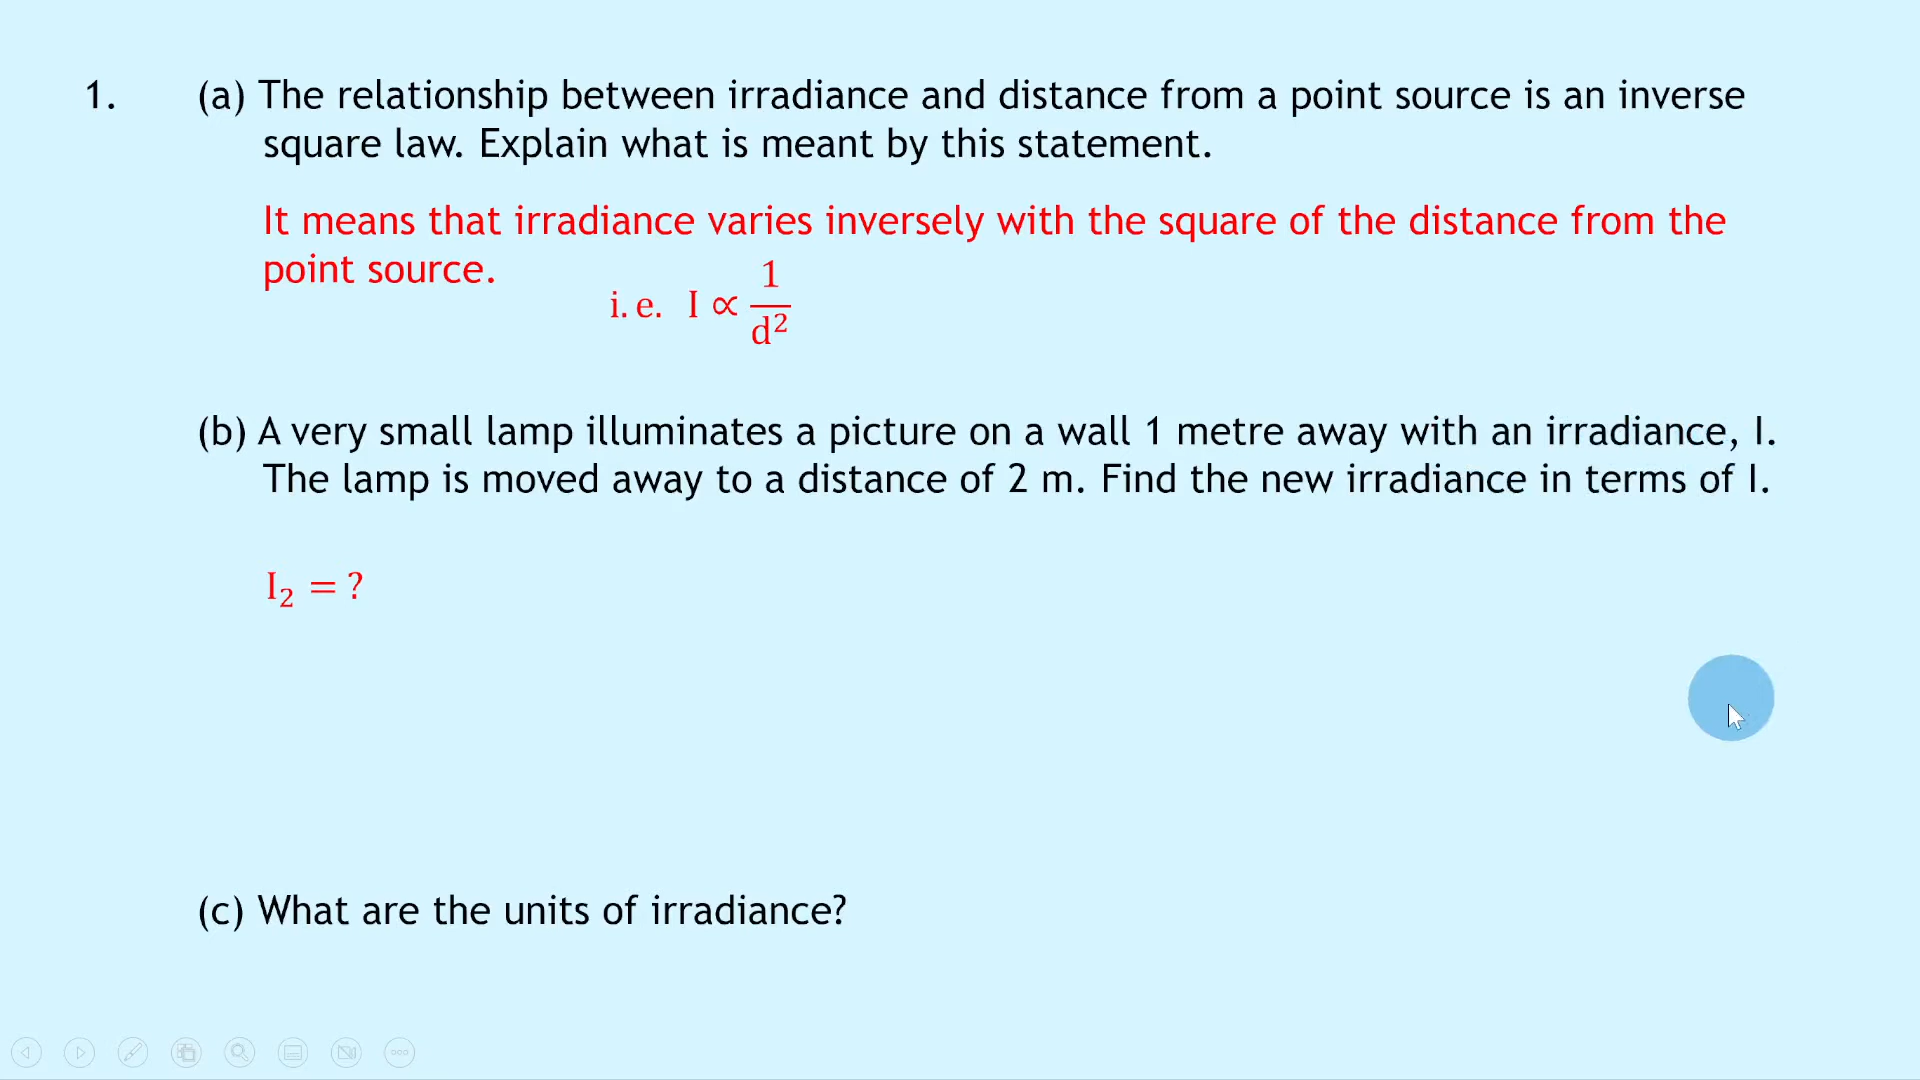 1. (a) The relationship between irradiance and distance from a point source is an inverse
square law. Explain what is meant by this statement.
It means that irradiance varies inversely with the square of the distance from the
point source.
i.e. I ∝ 1/d²
(b) A very small lamp illuminates a picture on a wall 1 metre away with an irradiance, I.
The lamp is moved away to a distance of 2 m. Find the new irradiance in terms of I.
I₂ = ?
(c) What are the units of irradiance?